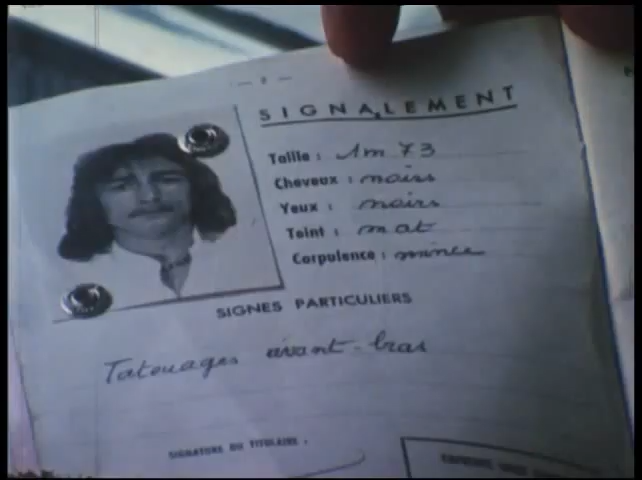 SIGNALEMENT
Taille : 1m 73
Cheveux : noirs
Yeux : noirs
Teint : mat
Corpulence : mince
SIGNES PARTICULIERS
Tatouages avant-bras
SIGNATURE DU TITULAIRE :